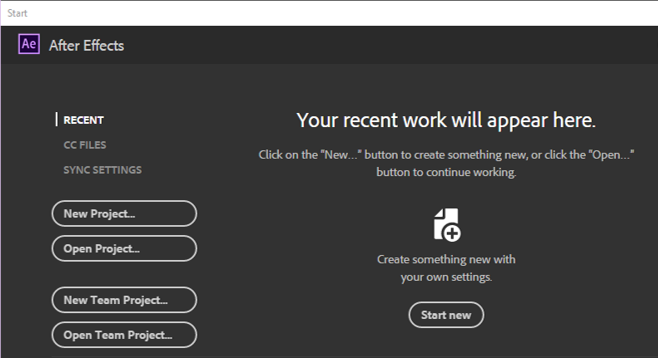 Start
Ae After Effects
RECENT
CC FILES
SYNC SETTINGS
New Project...
Open Project...
New Team Project...
Open Team Project...
Your recent work will appear here.
Click on the "New..." button to create something new, or click the "Open..."
button to continue working.
Create something new with
your own settings.
Start new